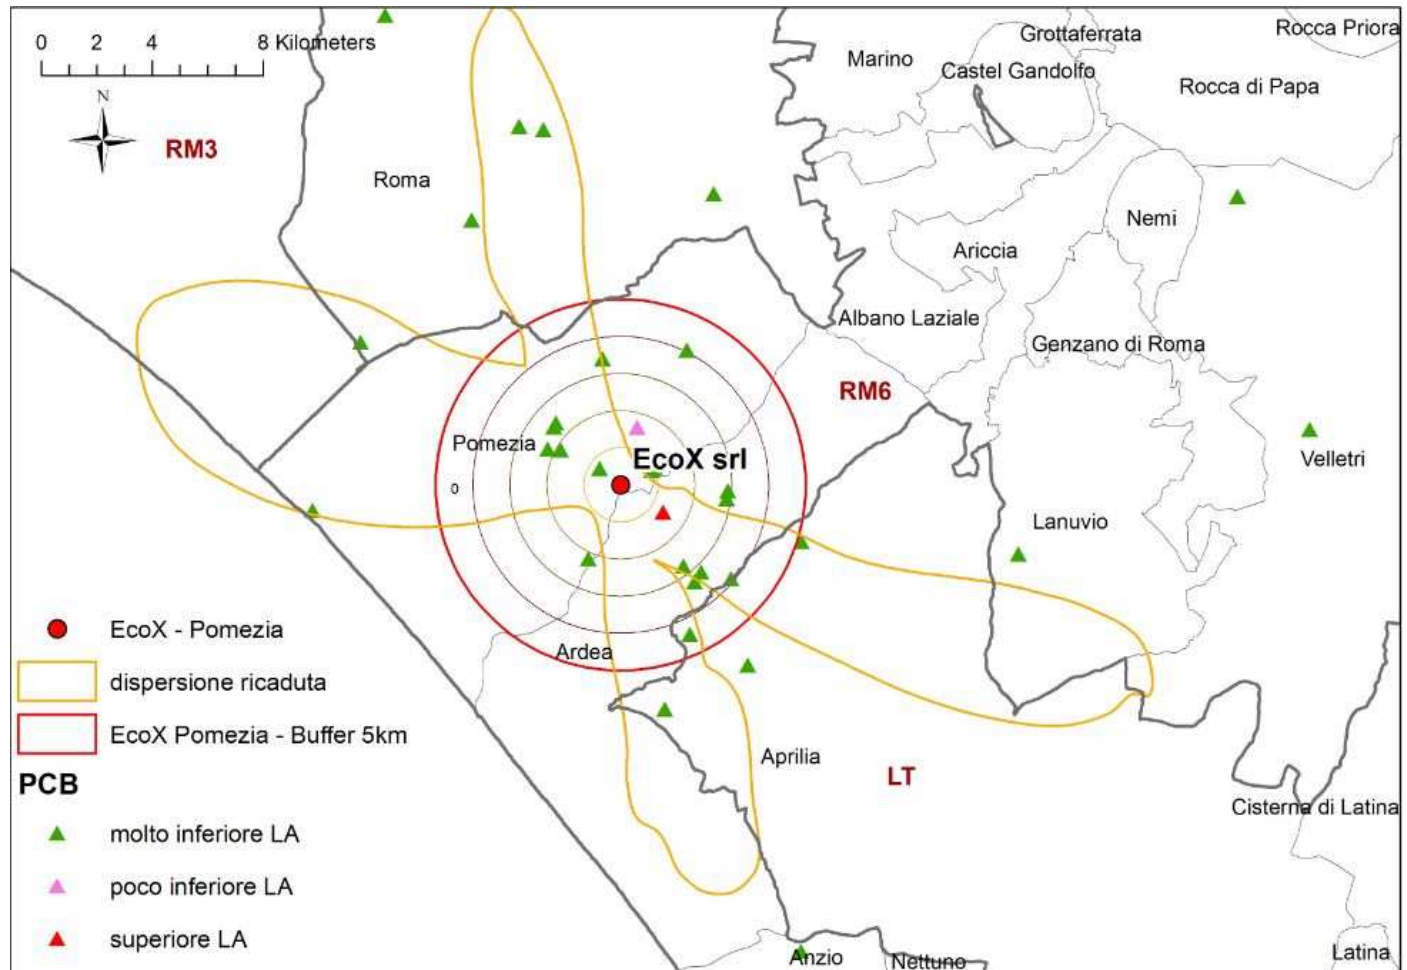 0 2 4 8 Kilometers
N
RM3
Roma
Marino
Grottaferrata
Castel Gandolfo
Rocca Priora
Rocca di Papa
Nemi
Ariccia
Albano Laziale
Genzano di Roma
RM6
Pomezia
EcoX srl
0
Velletri
Lanuvio
Ardea
Aprilia
LT
Cisterna di Latina
Anzio
Nettuno
Latina
EcoX - Pomezia
dispersione ricaduta
EcoX Pomezia - Buffer 5km
PCB
molto inferiore LA
poco inferiore LA
superiore LA